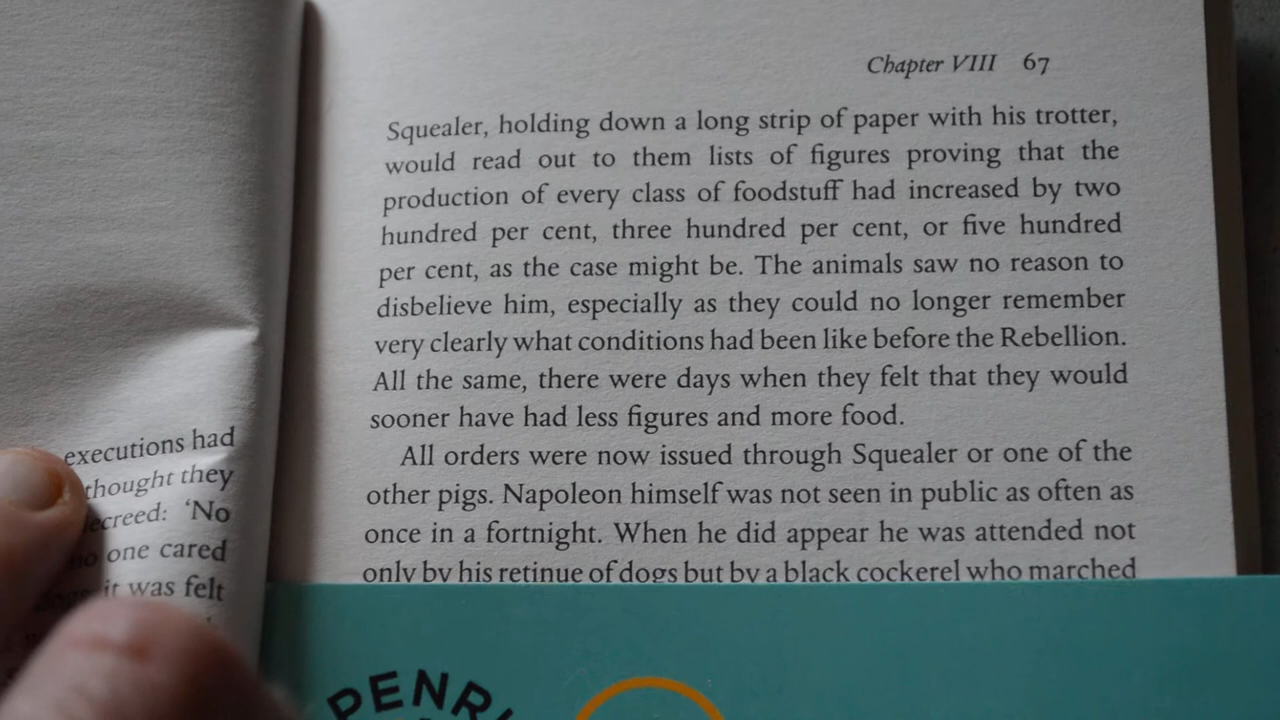 executions had
thought they
decreed: ‘No
no one cared
it was felt
Chapter VIII 67
Squealer, holding down a long strip of paper with his trotter,
would read out to them lists of figures proving that the
production of every class of foodstuff had increased by two
hundred per cent, three hundred per cent, or five hundred
per cent, as the case might be. The animals saw no reason to
disbelieve him, especially as they could no longer remember
very clearly what conditions had been like before the Rebellion.
All the same, there were days when they felt that they would
sooner have had less figures and more food.
All orders were now issued through Squealer or one of the
other pigs. Napoleon himself was not seen in public as often as
once in a fortnight. When he did appear he was attended not
only by his retinue of dogs but by a black cockerel who marched
PENRI